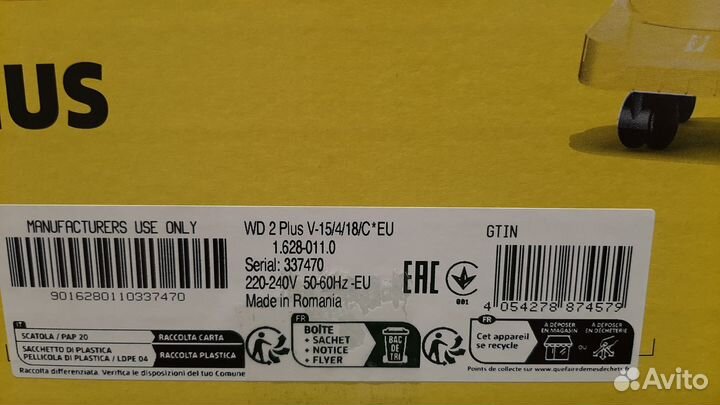 US
MANUFACTURERS USE ONLY
9016280110337470
WD 2 Plus V-15/4/18/C*EU
1.628-011.0
Serial: 337470
220-240V 50-60Hz -EU
Made in Romania
EAC
001
GTIN
4 054278 874579
IT
SCATOLA / PAP 20 RACCOLTA CARTA
SACCHETTO DI PLASTICA
PELLICOLA DI PLASTICA / LDPE 04 RACCOLTA PLASTICA
Raccolta differenziata. Verifica le disposizioni del tuo Comune
FR
BOÎTE
+ SACHET
+ NOTICE
+ FLYER
BAC
DE
TRI
FR
Cet appareil
se recycle
À DÉPOSER
EN MAGASIN
OU
À DÉPOSER
EN DÉCHÈTERIE
Points de collecte sur www.quefairedemesdechets.fr
Avito